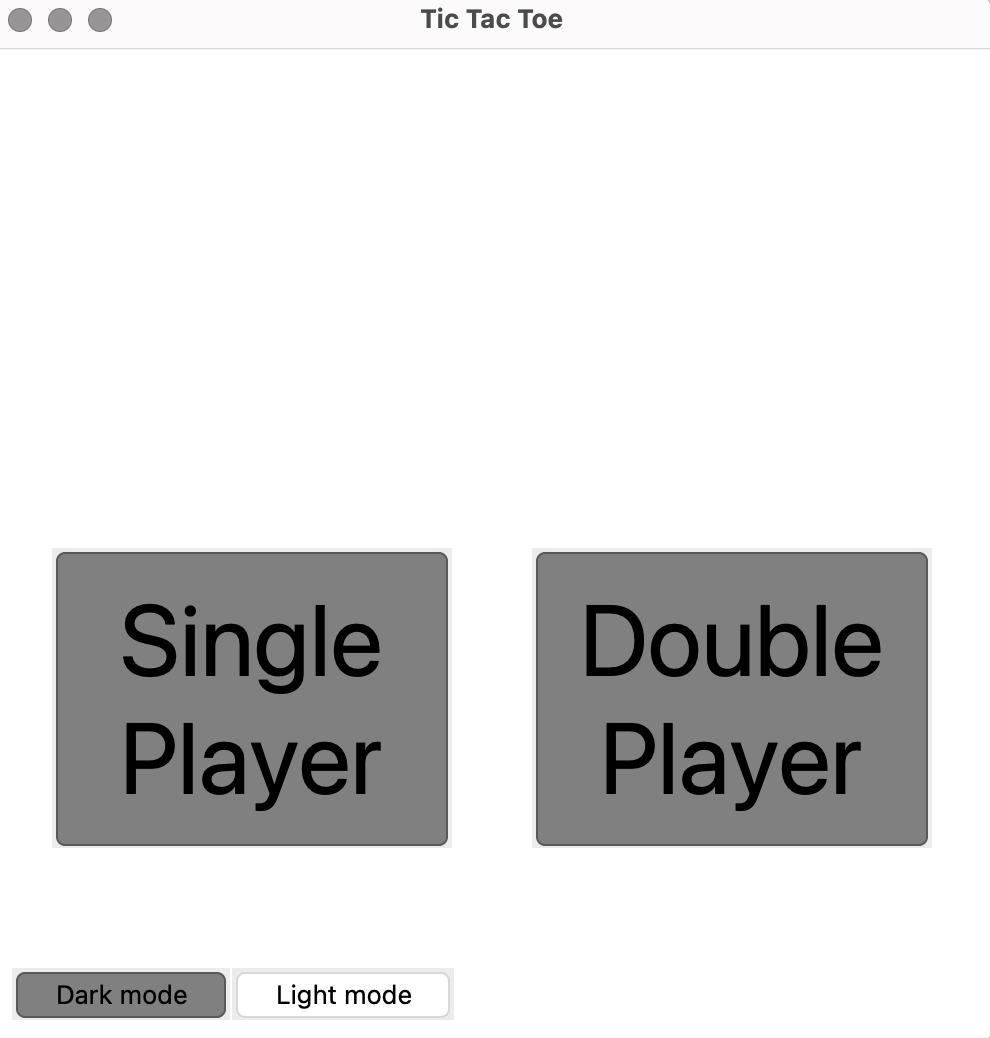 Tic Tac Toe
Single
Player
Double
Player
Dark mode
Light mode